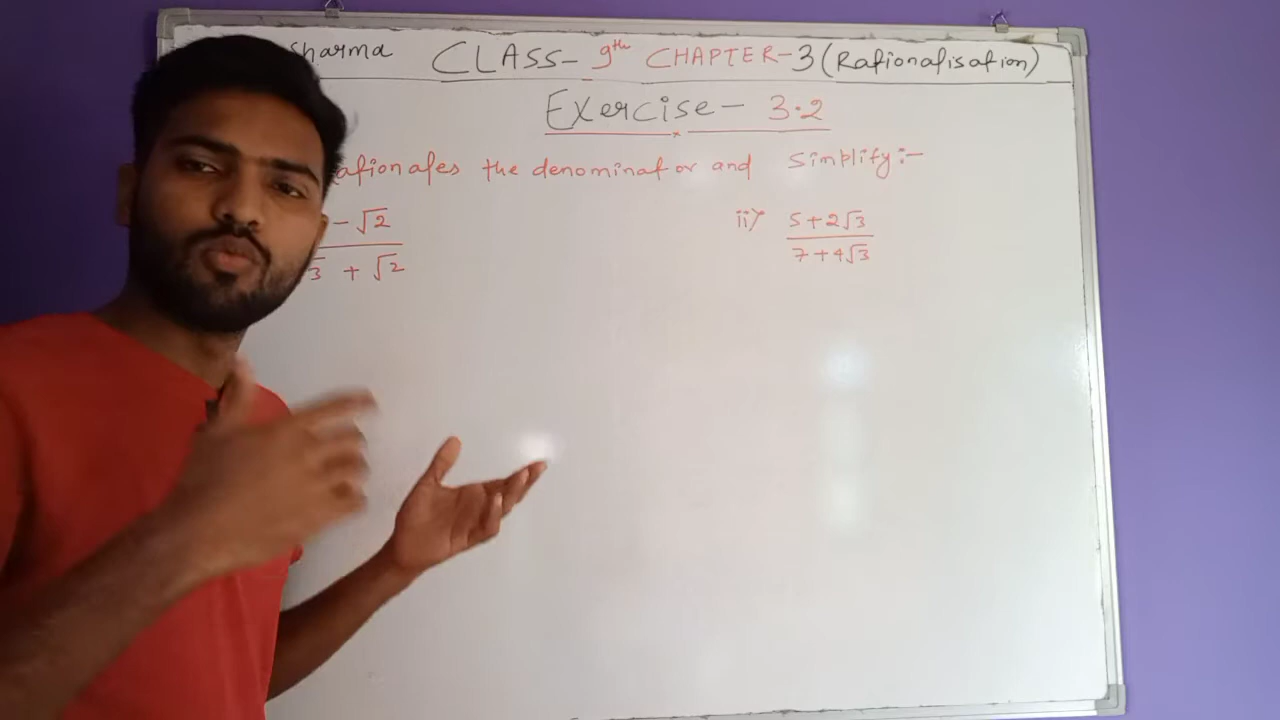 Sharma CLASS- 9th CHAPTER-3 (Rationalisation)
Exercise - 3.2
the denominator and Simplify:-
- √2
3 + √2
ii) 5+2√3
7+4√3